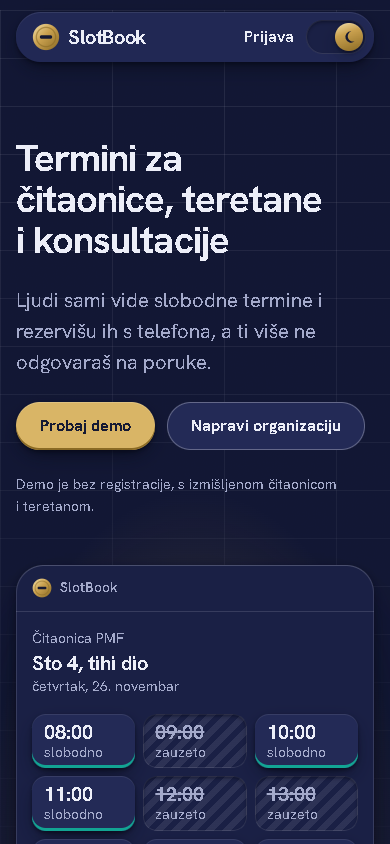 SlotBook
Prijava
Termini za
čitaonice, teretane
i konsultacije
Ljudi sami vide slobodne termine i
rezervišu ih s telefona, a ti više ne
odgovaraš na poruke.
Probaj demo
Napravi organizaciju
Demo je bez registracije, s izmišljenom čitaonicom
i teretanom.
SlotBook
Čitaonica PMF
Sto 4, tihi dio
četvrtak, 26. novembar
08:00 09:00 10:00
slobodno zauzeto slobodno
11:00 12:00 13:00
slobodno zauzeto zauzeto